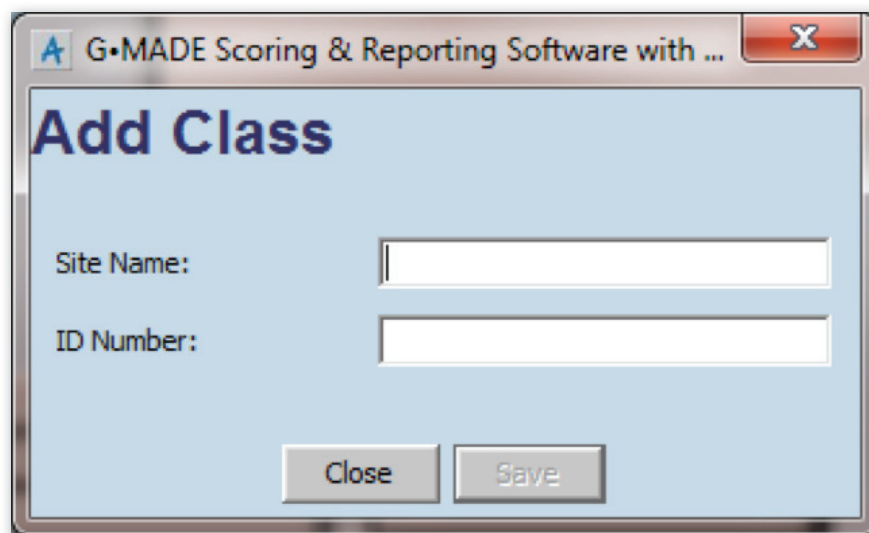 G•MADE Scoring & Reporting Software with ...
Add Class
Site Name:
ID Number:
Close Save